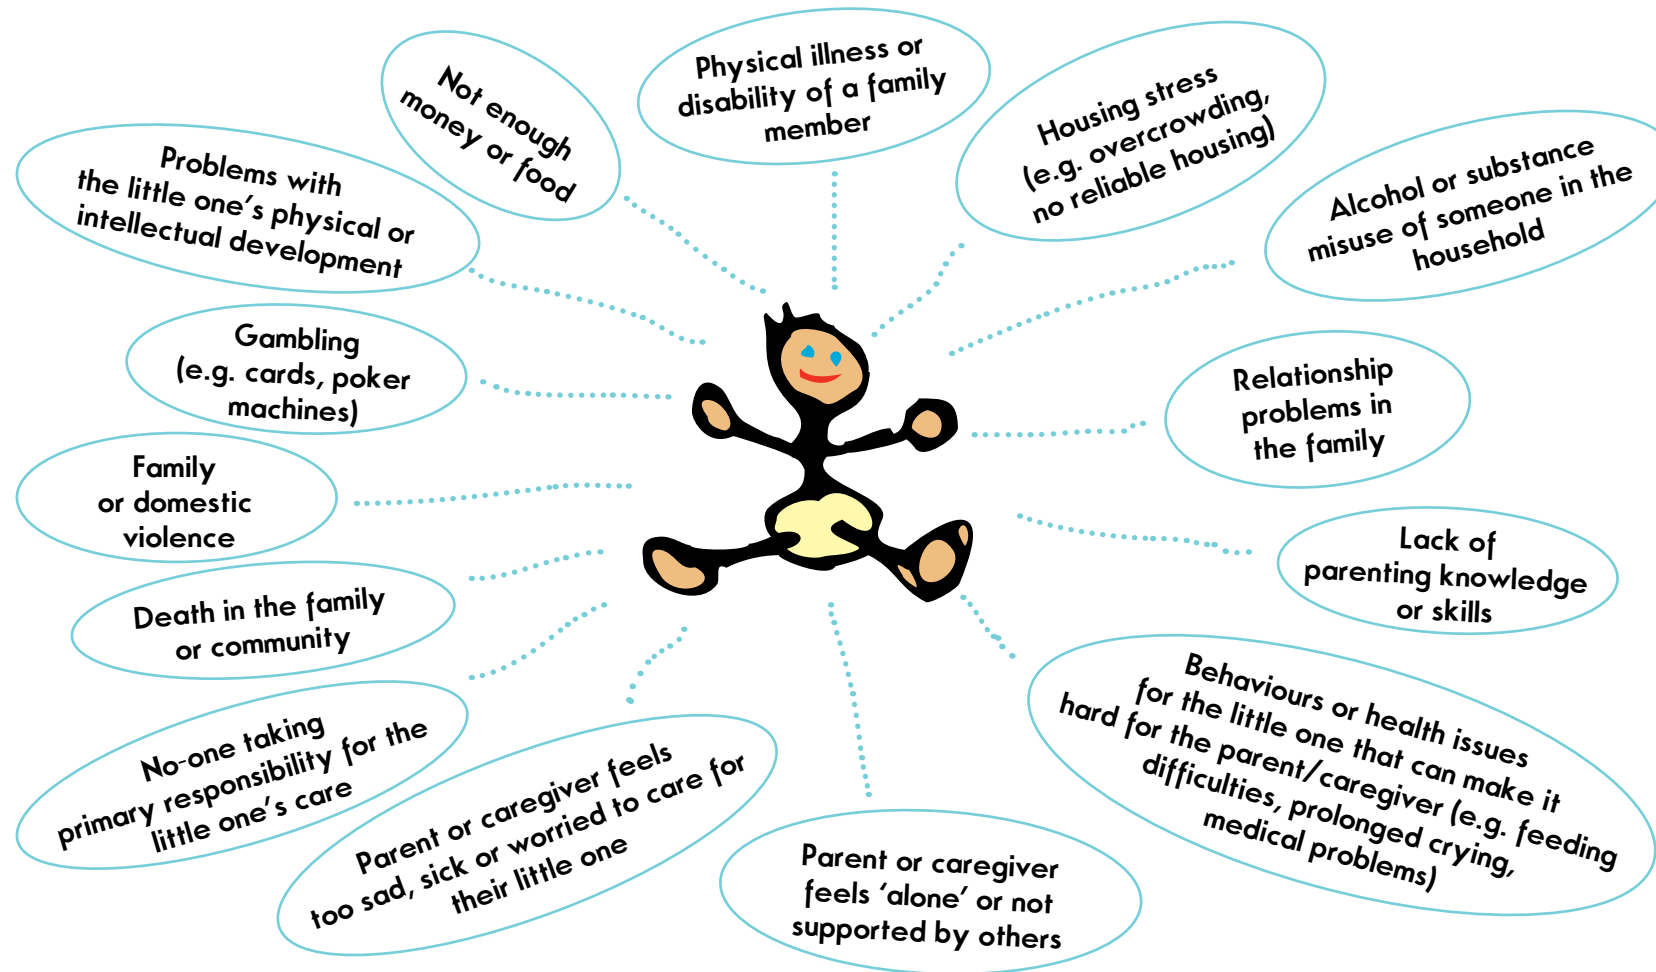 Not enough
money or food
Physical illness or
disability of a family
member
Housing stress
(e.g. overcrowding,
no reliable housing)
Alcohol or substance
misuse of someone in the
household
Problems with
the little one's physical or
intellectual development
Gambling
(e.g. cards, poker
machines)
Relationship
problems in
the family
Family
or domestic
violence
Lack of
parenting knowledge
or skills
Death in the family
or community
Behaviours or health issues
for the little one that can make it
hard for the parent/caregiver (e.g. feeding
difficulties, prolonged crying,
medical problems)
No-one taking
primary responsibility for the
little one's care
Parent or caregiver feels
too sad, sick or worried to care for
their little one
Parent or caregiver
feels 'alone' or not
supported by others